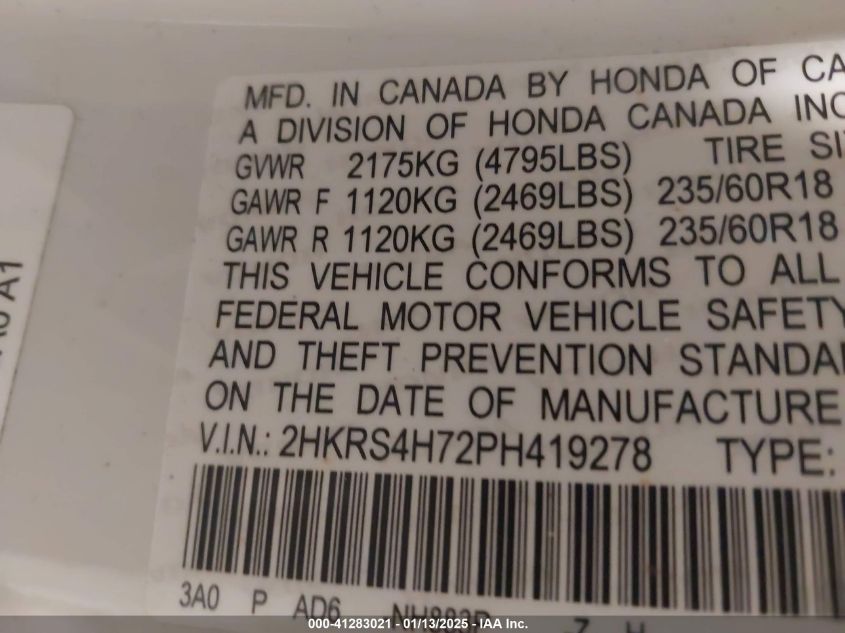 MFD. IN CANADA BY HONDA OF CA
A DIVISION OF HONDA CANADA INC
GVWR 2175KG (4795LBS) TIRE SI
GAWR F 1120KG (2469LBS) 235/60R18
GAWR R 1120KG (2469LBS) 235/60R18
THIS VEHICLE CONFORMS TO ALL
FEDERAL MOTOR VEHICLE SAFETY
AND THEFT PREVENTION STANDA
ON THE DATE OF MANUFACTURE
V.I.N.: 2HKRS4H72PH419278 TYPE:
3A0 P AD6 NH883P Z H
A1
000-41283021 - 01/13/2025 - IAA Inc.